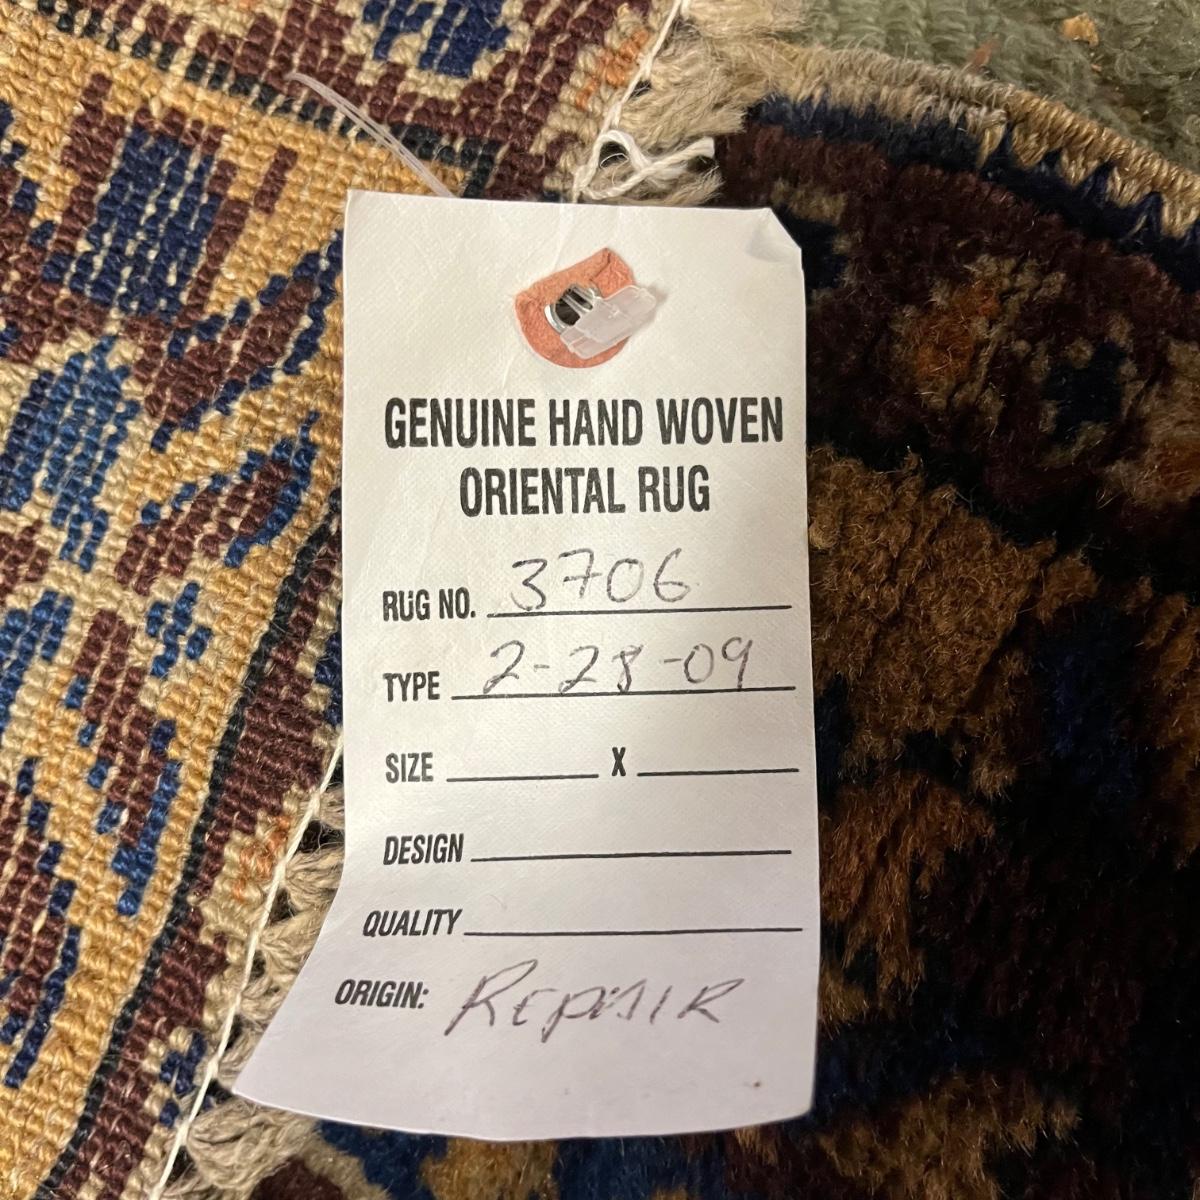 GENUINE HAND WOVEN
ORIENTAL RUG
RUG NO. 3706
TYPE 2-28-09
SIZE X
DESIGN
QUALITY
ORIGIN: REPAIR